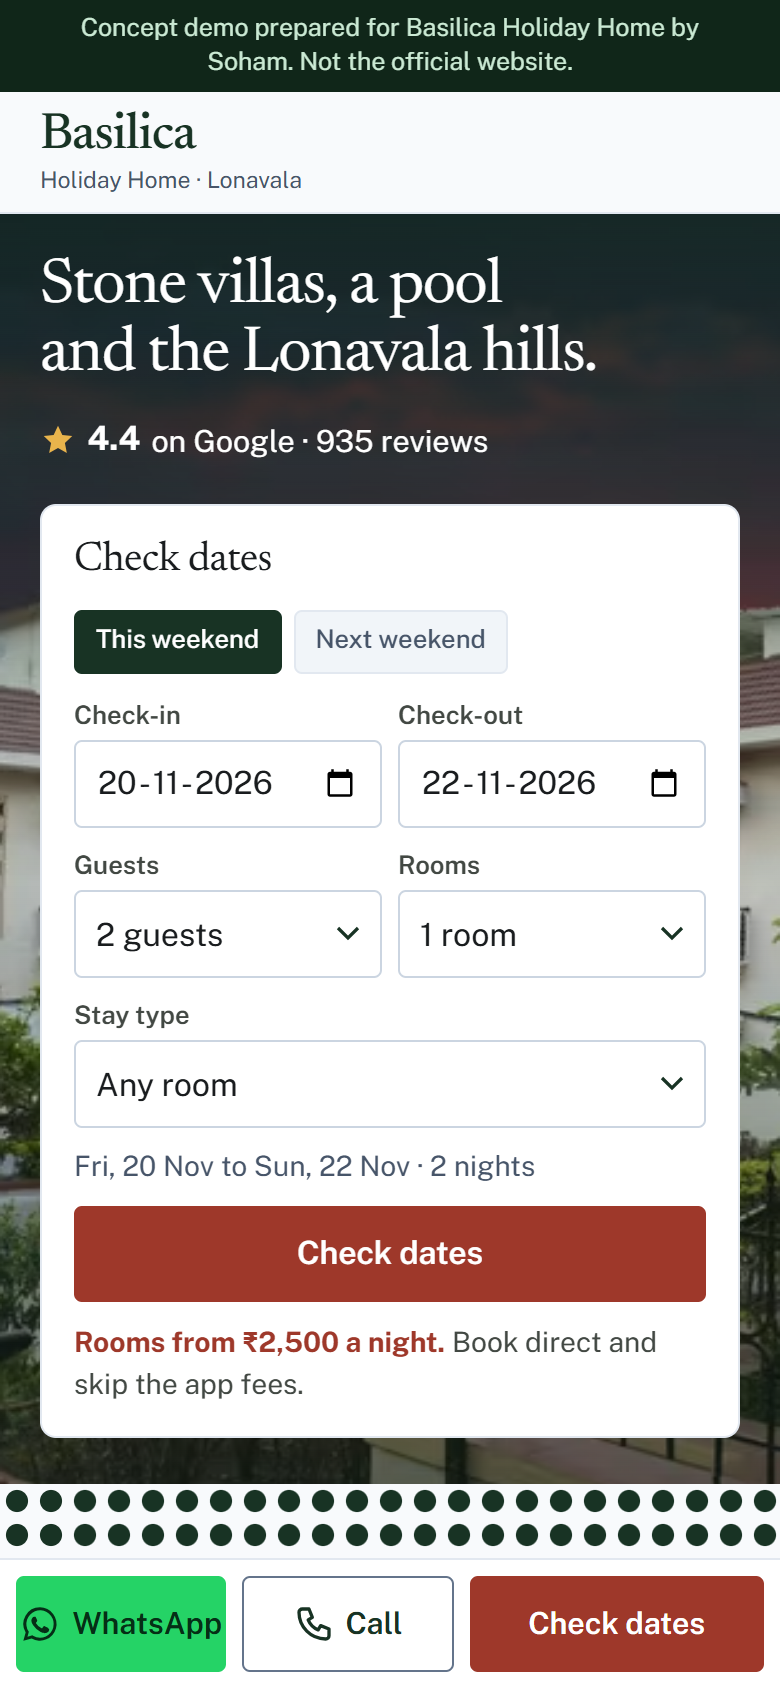 Concept demo prepared for Basilica Holiday Home by
Soham. Not the official website.
Basilica
Holiday Home · Lonavala
Stone villas, a pool
and the Lonavala hills.
4.4 on Google · 935 reviews
Check dates
This weekend
Next weekend
Check-in
Check-out
20-11-2026
22-11-2026
Guests
Rooms
2 guests
1 room
Stay type
Any room
Fri, 20 Nov to Sun, 22 Nov · 2 nights
Check dates
Rooms from ₹2,500 a night. Book direct and
skip the app fees.
WhatsApp
Call
Check dates